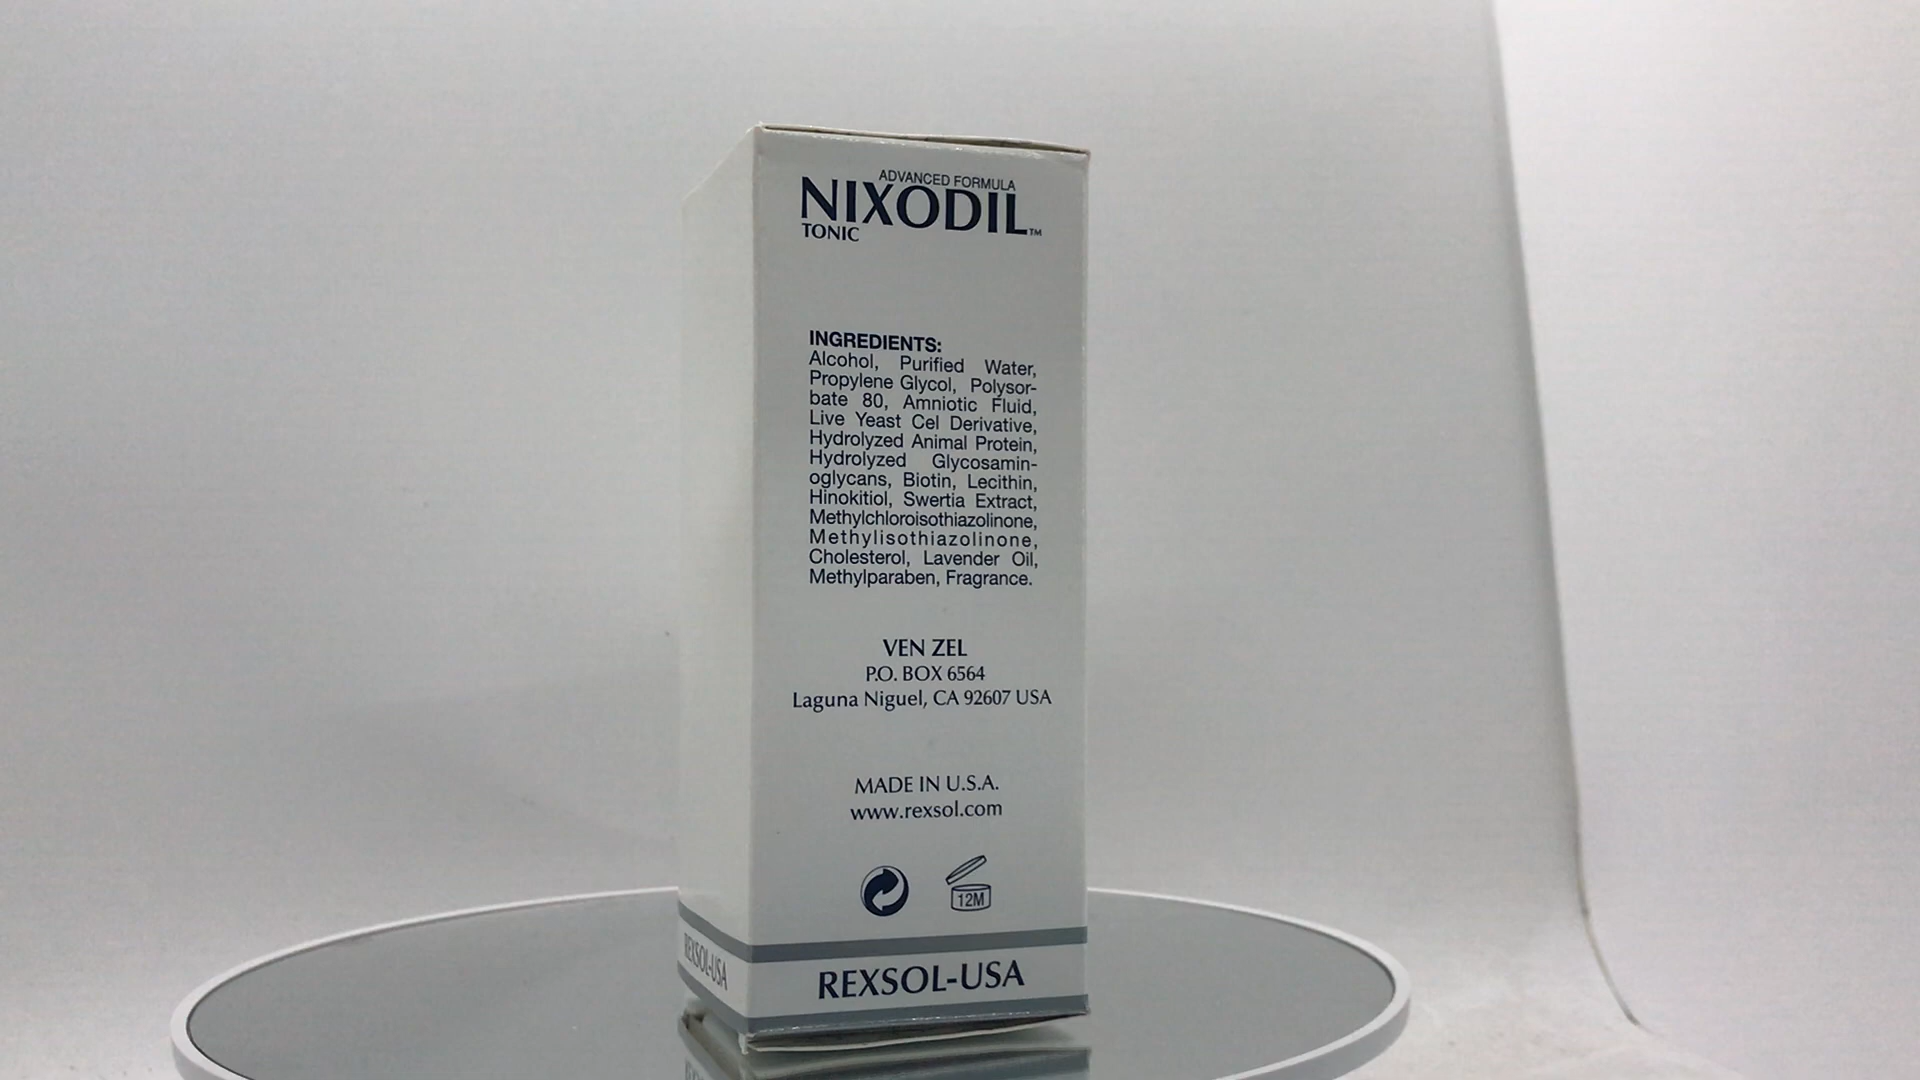 ADVANCED FORMULA
NIXODIL™
TONIC
INGREDIENTS:
Alcohol, Purified Water,
Propylene Glycol, Polysor-
bate 80, Amniotic Fluid,
Live Yeast Cel Derivative,
Hydrolyzed Animal Protein,
Hydrolyzed Glycosamin-
oglycans, Biotin, Lecithin,
Hinokitiol, Swertia Extract,
Methylchloroisothiazolinone,
Methylisothiazolinone,
Cholesterol, Lavender Oil,
Methylparaben, Fragrance.
VEN ZEL
P.O. BOX 6564
Laguna Niguel, CA 92607 USA
MADE IN U.S.A.
www.rexsol.com
12M
REXSOL-USA
REXSOL-USA